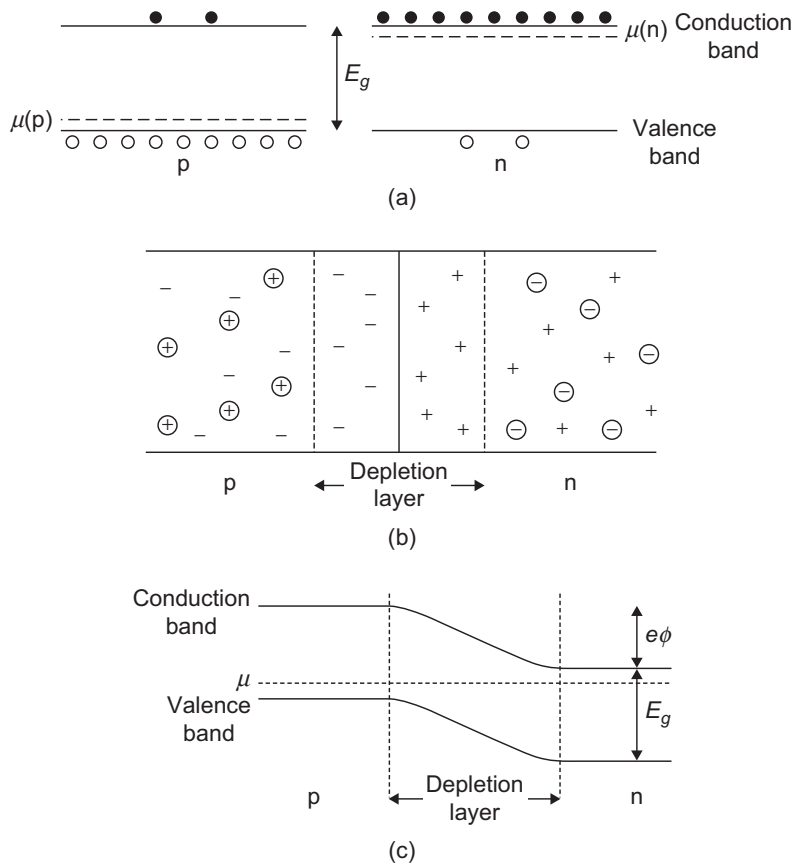 μ(n) Conduction band
E_g
μ(p)
Valence band
p
n
(a)
p
Depletion layer
n
(b)
Conduction band
eϕ
μ
Valence band
E_g
p
Depletion layer
n
(c)